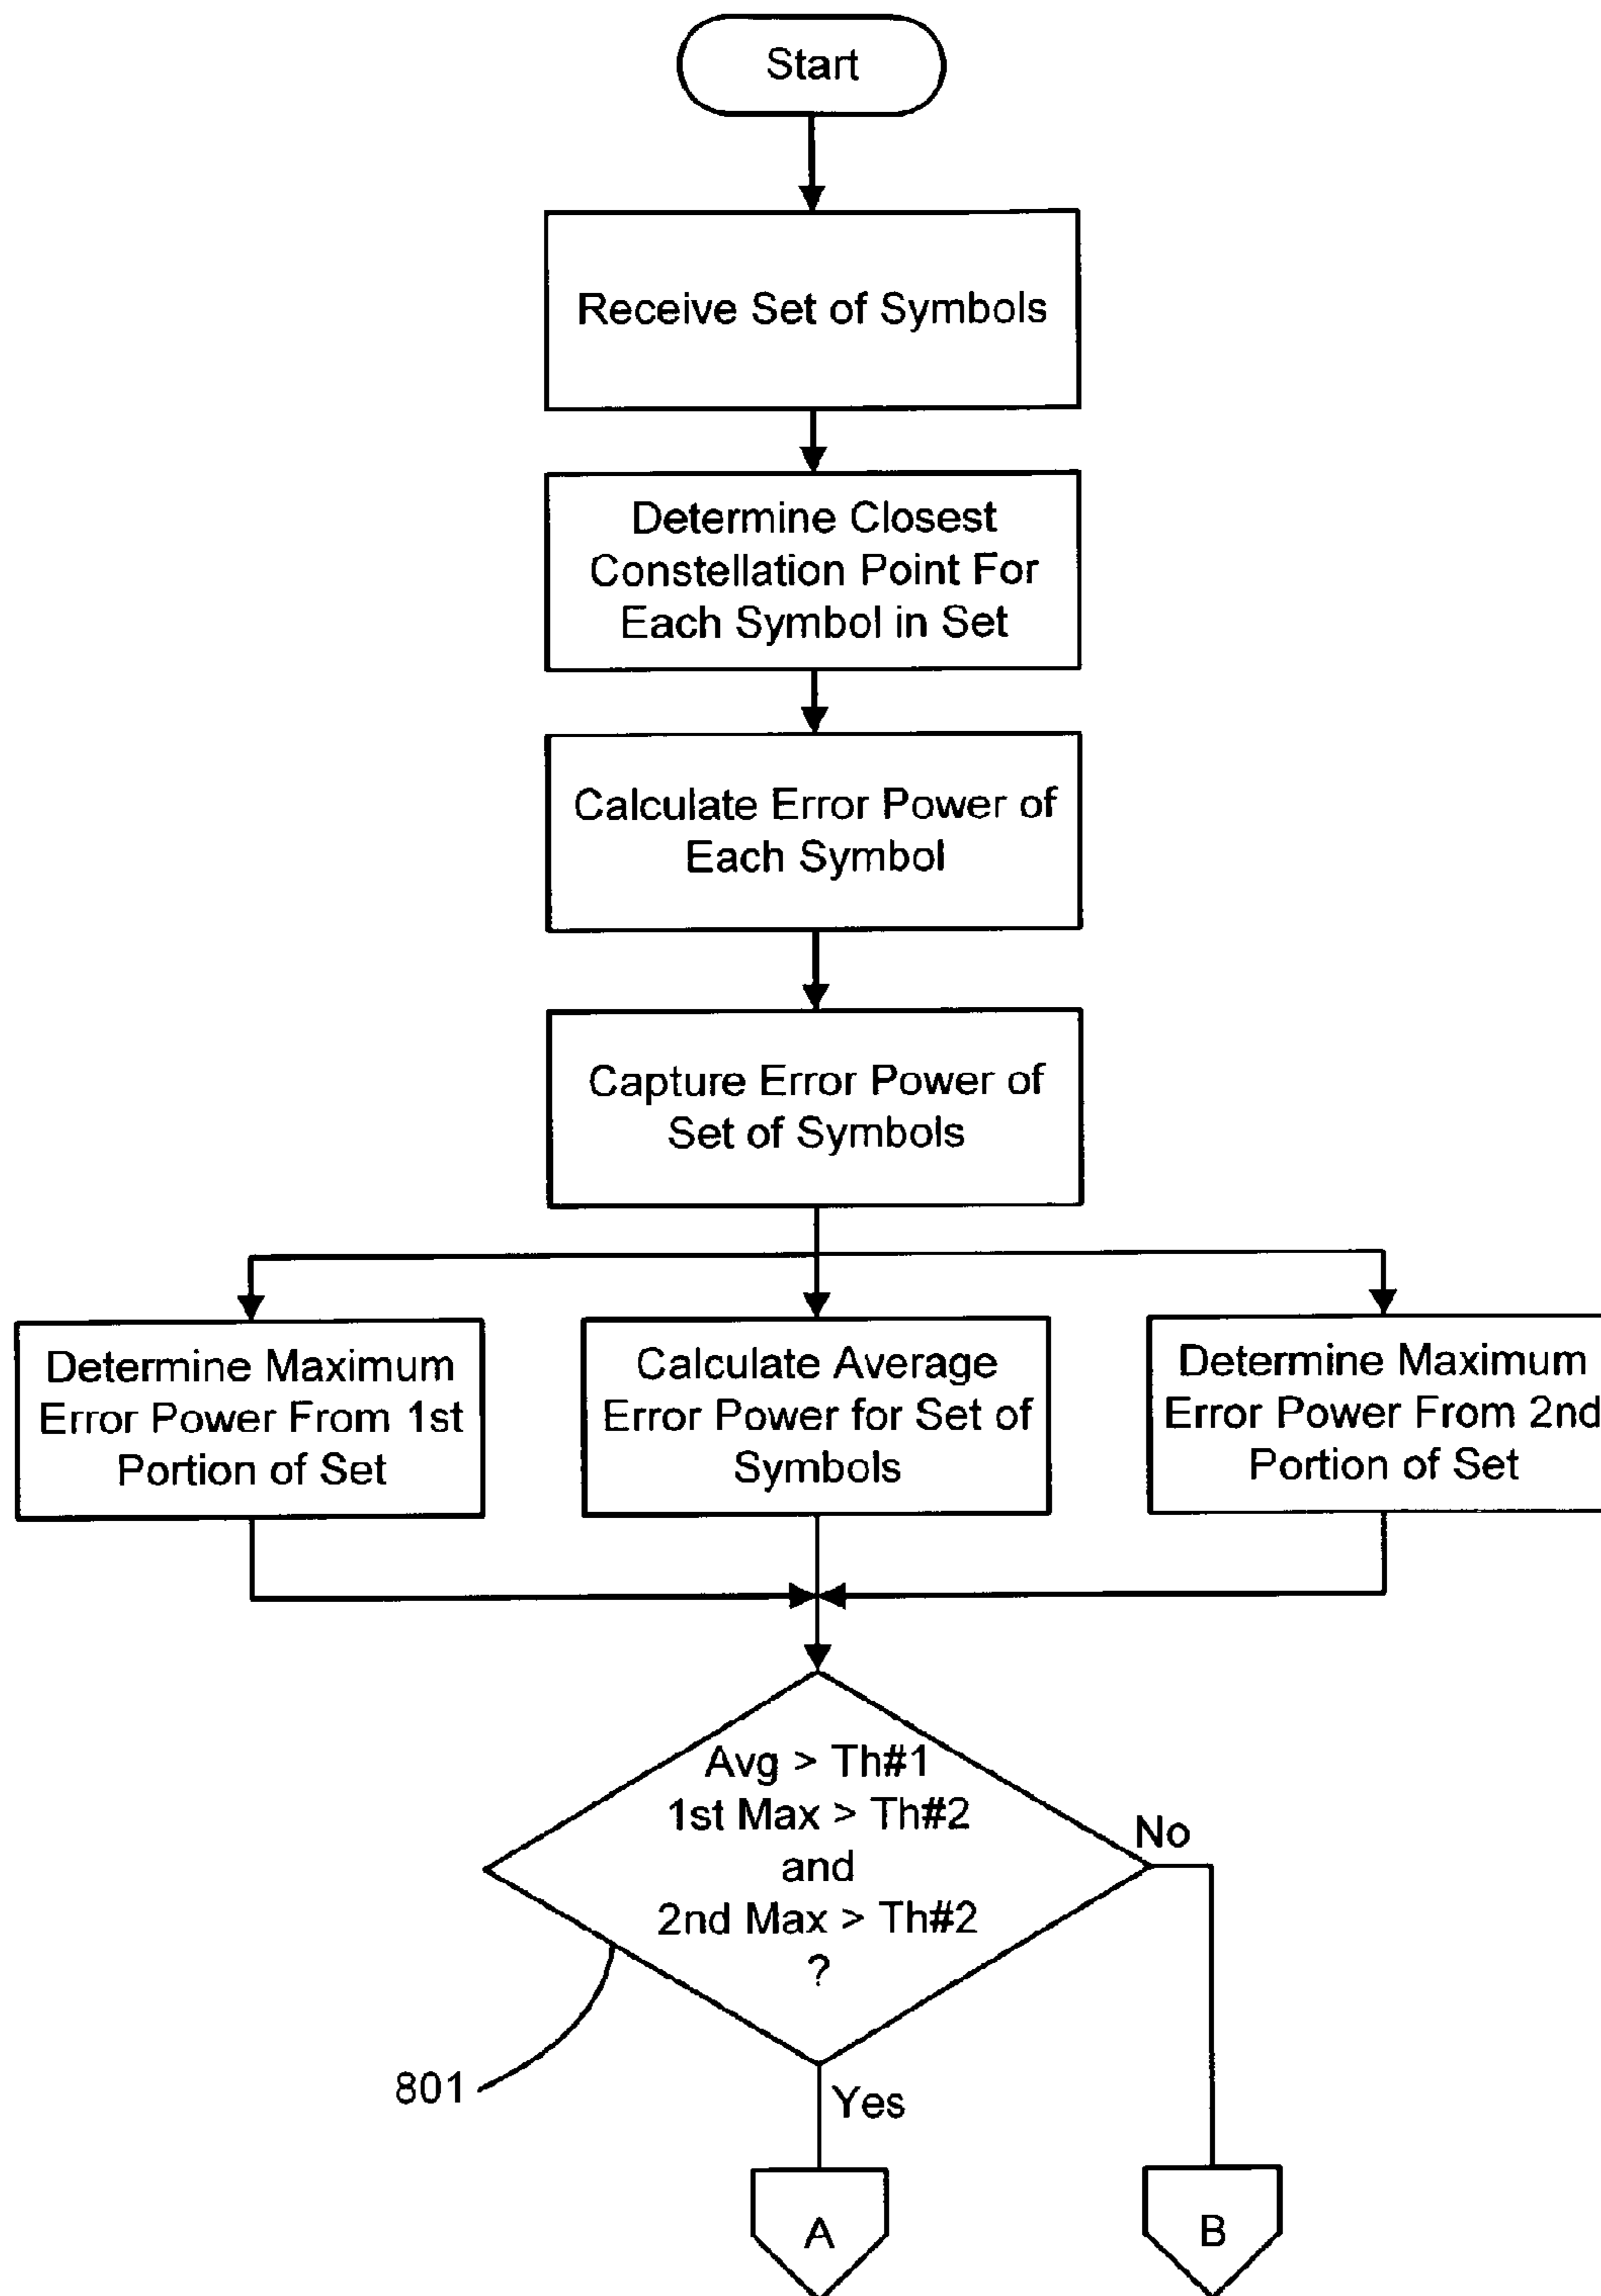 Start
Receive Set of Symbols
Determine Closest
Constellation Point For
Each Symbol in Set
Calculate Error Power of
Each Symbol
Capture Error Power of
Set of Symbols
Determine Maximum
Error Power From 1st
Portion of Set
Calculate Average
Error Power for Set of
Symbols
Determine Maximum
Error Power From 2nd
Portion of Set
Avg > Th#1
1st Max > Th#2
and
2nd Max > Th#2
?
No
801
Yes
A
B